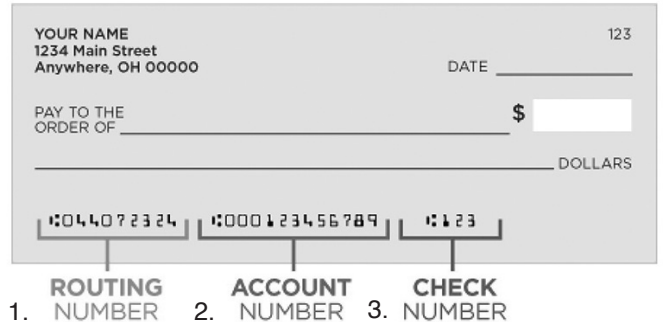 YOUR NAME 123
1234 Main Street
Anywhere, OH 00000
DATE
PAY TO THE
ORDER OF $
DOLLARS
⑆044072324 ⑆000123456789 ⑆123
ROUTING ACCOUNT CHECK
1. NUMBER 2. NUMBER 3. NUMBER